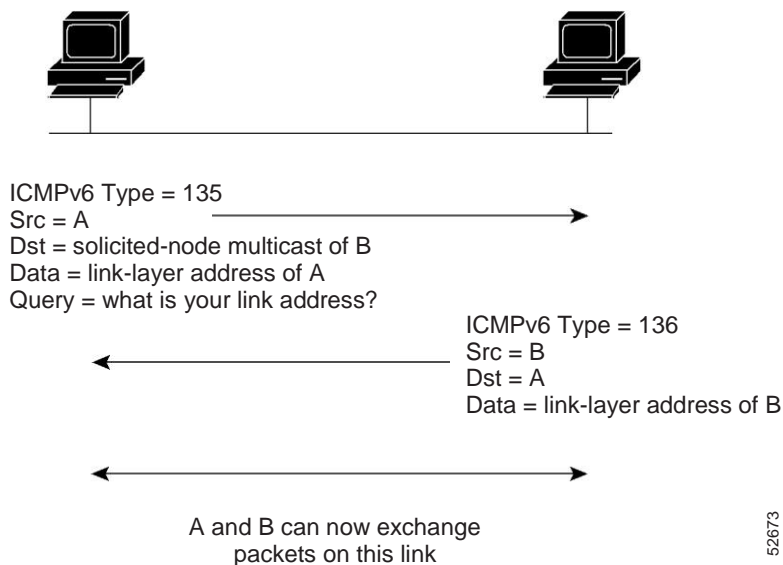 ICMPv6 Type = 135
Src = A
Dst = solicited-node multicast of B
Data = link-layer address of A
Query = what is your link address?
ICMPv6 Type = 136
Src = B
Dst = A
Data = link-layer address of B
A and B can now exchange
packets on this link
52673